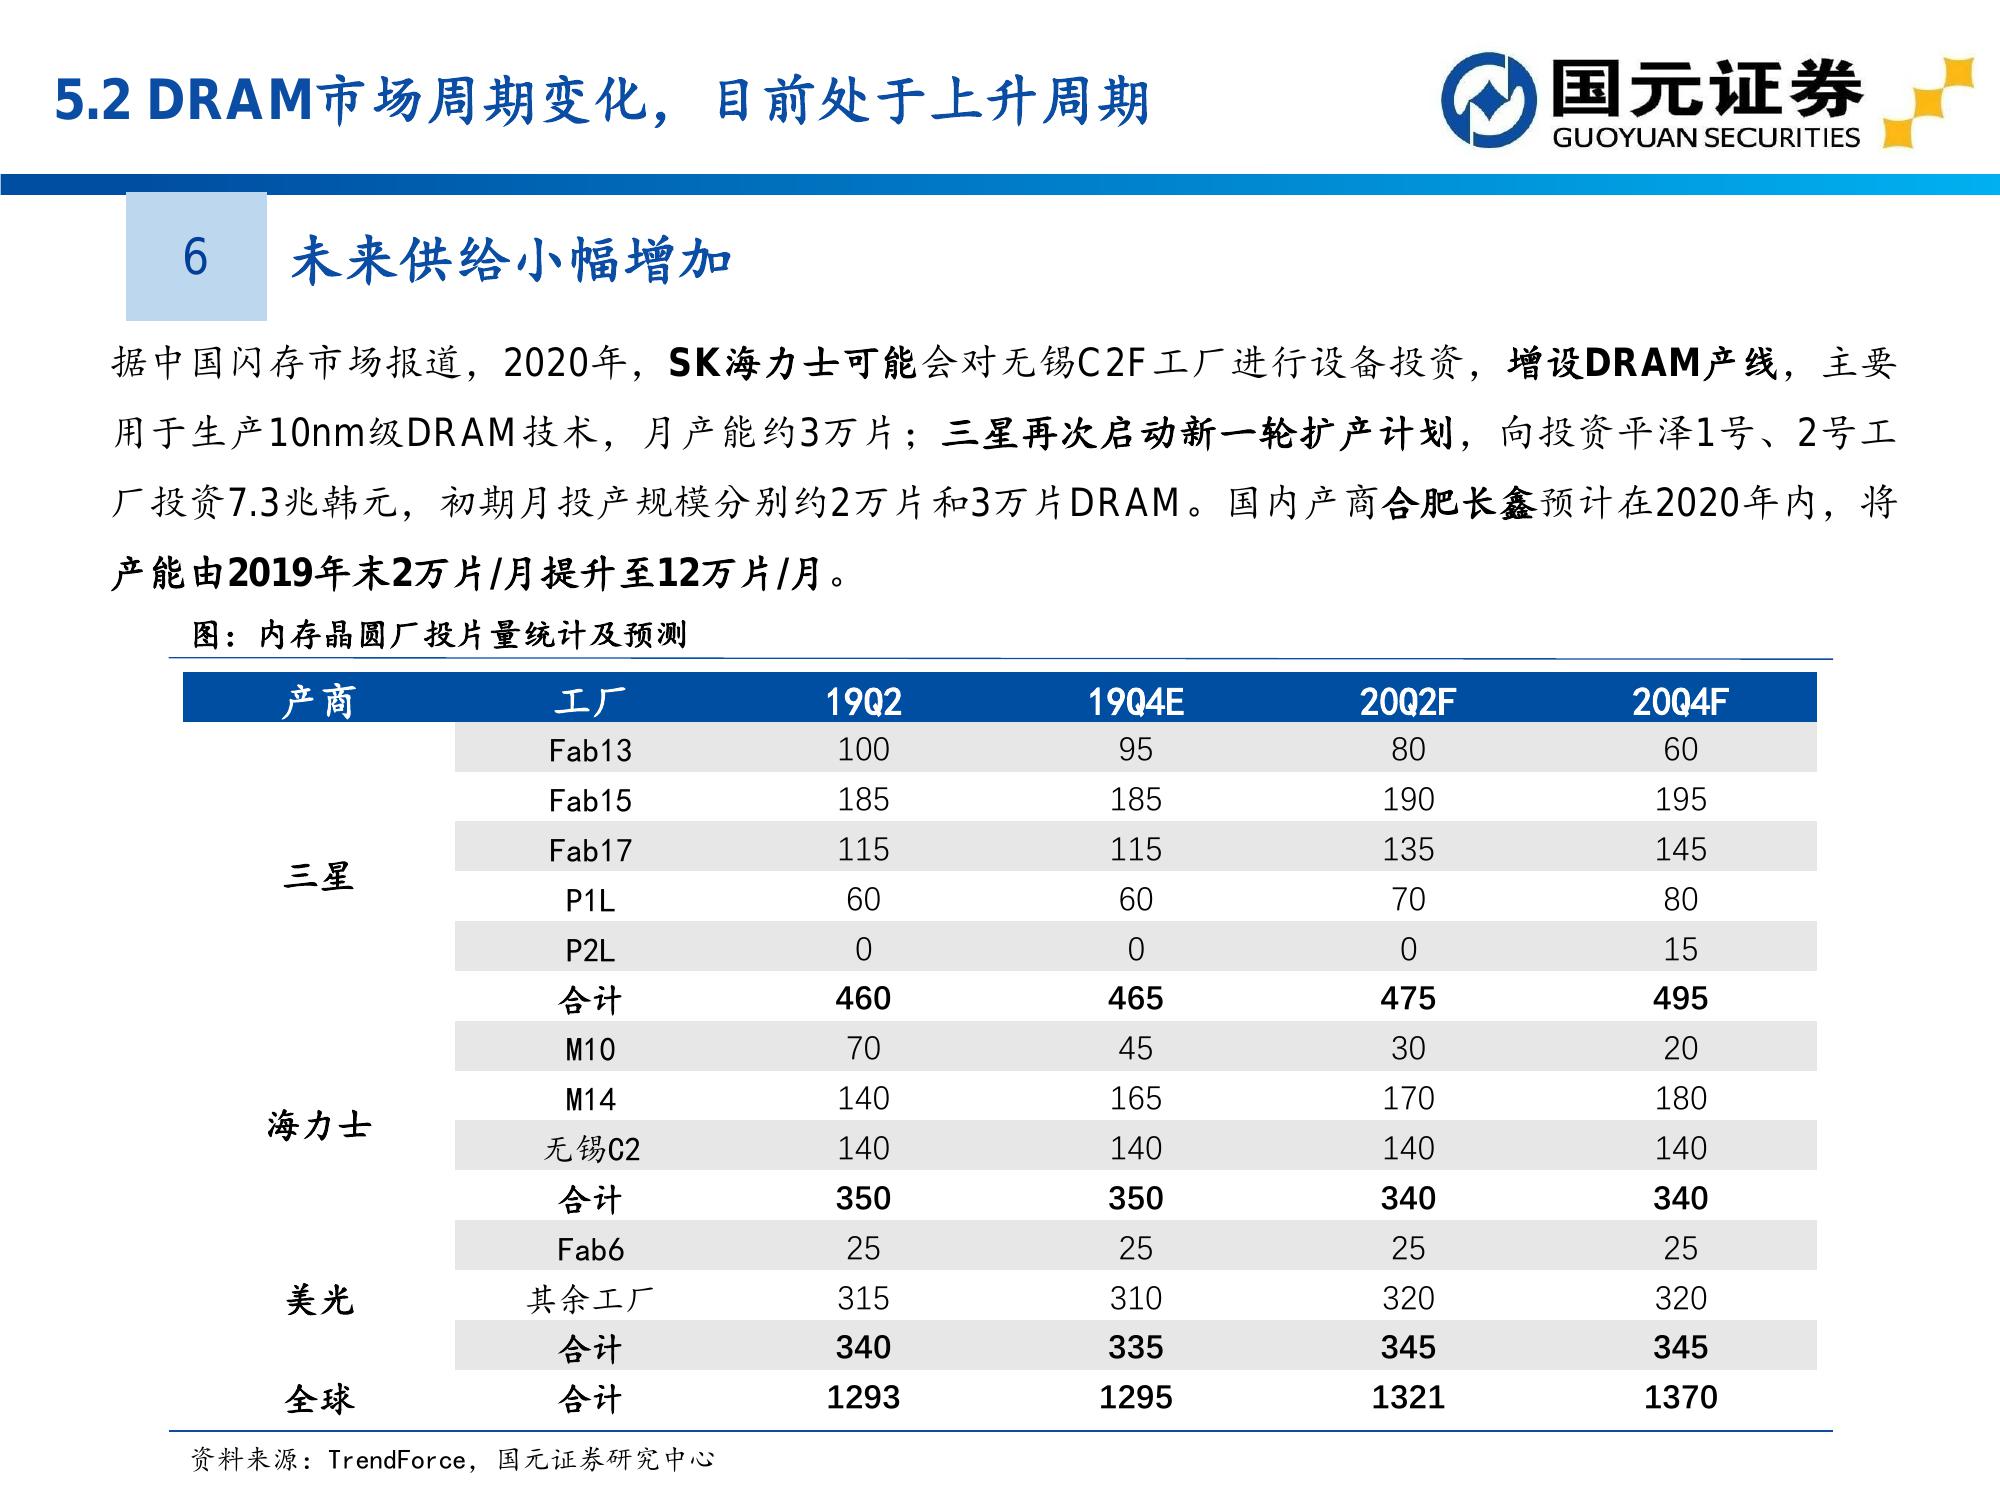 5.2 DRAM市场周期变化，目前处于上升周期
国元证券
GUOYUAN SECURITIES
6 未来供给小幅增加
据中国闪存市场报道，2020年，SK海力士可能会对无锡C2F工厂进行设备投资，增设DRAM产线，主要
用于生产10nm级DRAM技术，月产能约3万片；三星再次启动新一轮扩产计划，向投资平泽1号、2号工
厂投资7.3兆韩元，初期月投产规模分别约2万片和3万片DRAM。国内产商合肥长鑫预计在2020年内，将
产能由2019年末2万片/月提升至12万片/月。
图：内存晶圆厂投片量统计及预测
产商 工厂 19Q2 19Q4E 20Q2F 20Q4F
Fab13 100 95 80 60
Fab15 185 185 190 195
Fab17 115 115 135 145
三星
P1L 60 60 70 80
P2L 0 0 0 15
合计 460 465 475 495
M10 70 45 30 20
M14 140 165 170 180
海力士
无锡C2 140 140 140 140
合计 350 350 340 340
Fab6 25 25 25 25
美光 其余工厂 315 310 320 320
合计 340 335 345 345
全球 合计 1293 1295 1321 1370
资料来源：TrendForce，国元证券研究中心